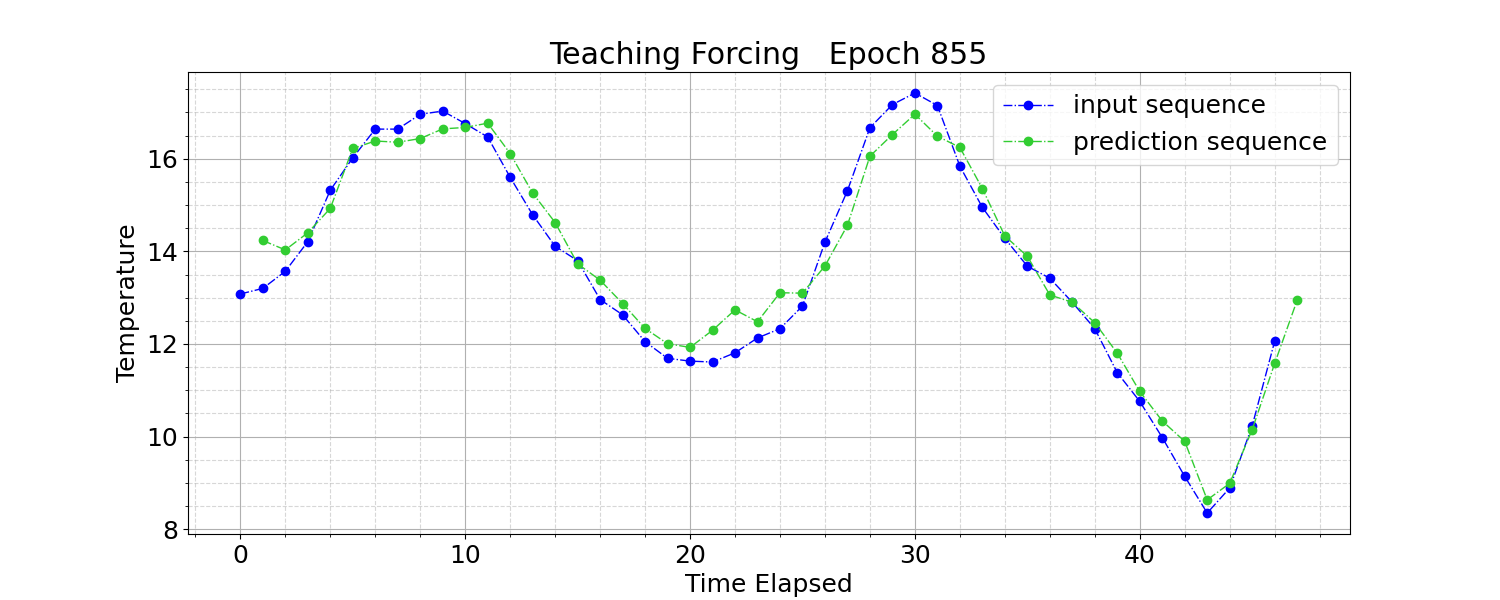 Teaching Forcing   Epoch 855
input sequence
prediction sequence
Temperature
16
14
12
10
8
0 10 20 30 40
Time Elapsed